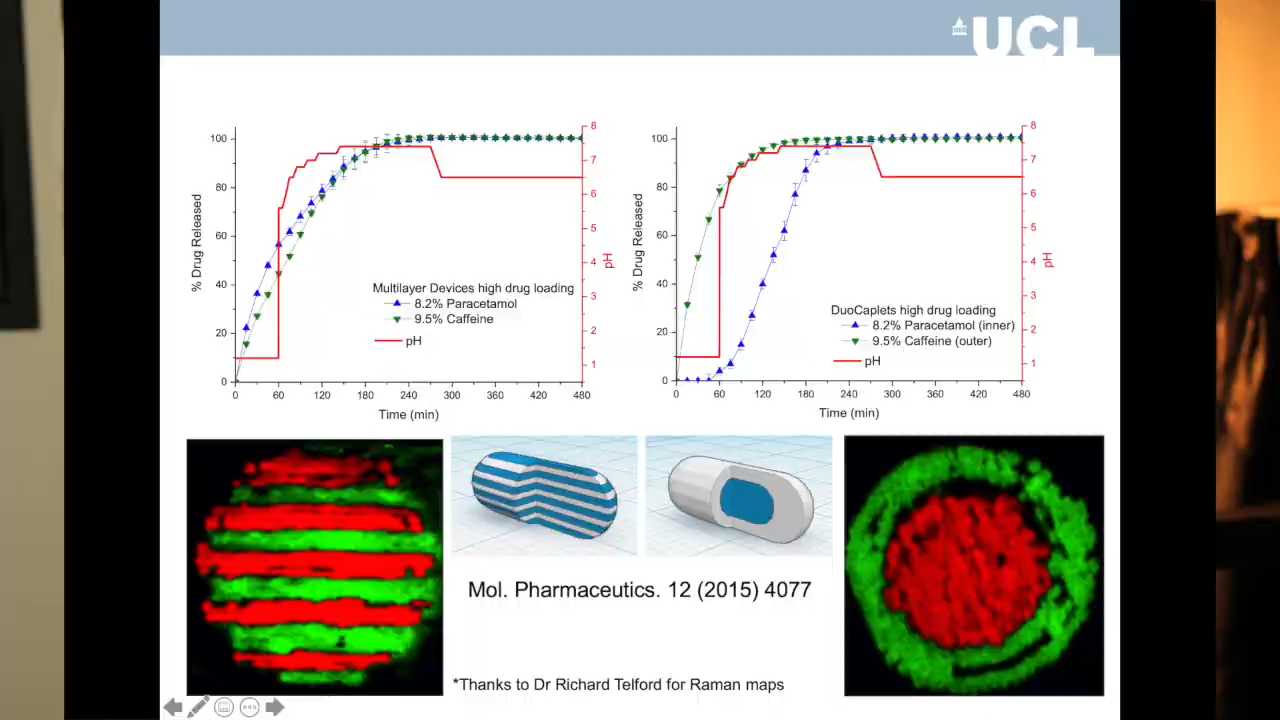 UCL
100
80
60
40
20
0
% Drug Released
8
7
6
5
4
3
2
1
pH
Multilayer Devices high drug loading
8.2% Paracetamol
9.5% Caffeine
pH
0 60 120 180 240 300 360 420 480
Time (min)
100
80
60
40
20
0
% Drug Released
8
7
6
5
4
3
2
1
pH
DuoCaplets high drug loading
8.2% Paracetamol (inner)
9.5% Caffeine (outer)
pH
0 60 120 180 240 300 360 420 480
Time (min)
Mol. Pharmaceutics. 12 (2015) 4077
*Thanks to Dr Richard Telford for Raman maps